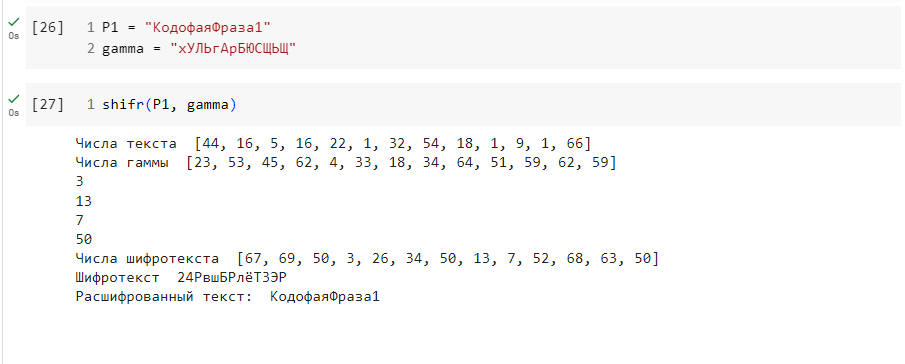 [26] 1 P1 = "КодофаяФраза1"
0s 2 gamma = "хУЛЬгАрБЮСЩЬЩ"
[27] 1 shifr(P1, gamma)
0s
Числа текста [44, 16, 5, 16, 22, 1, 32, 54, 18, 1, 9, 1, 66]
Числа гаммы [23, 53, 45, 62, 4, 33, 18, 34, 64, 51, 59, 62, 59]
3
13
7
50
Числа шифротекста [67, 69, 50, 3, 26, 34, 50, 13, 7, 52, 68, 63, 50]
Шифротекст 24РвшБРлёТ3ЭР
Расшифрованный текст: КодофаяФраза1